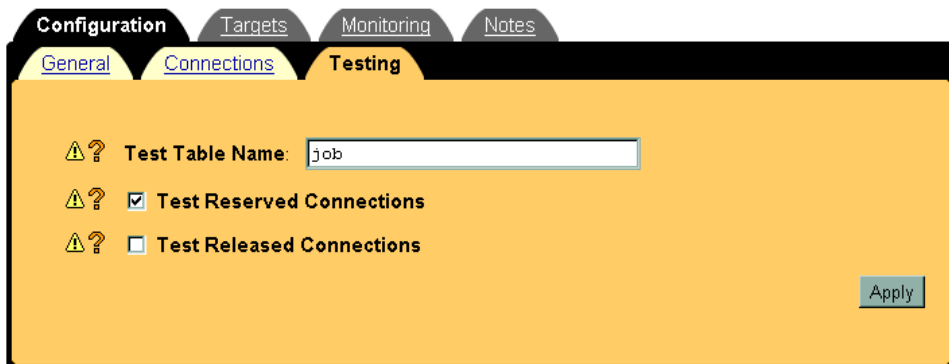 Configuration Targets Monitoring Notes
General Connections Testing
Test Table Name: job
Test Reserved Connections
Test Released Connections
Apply